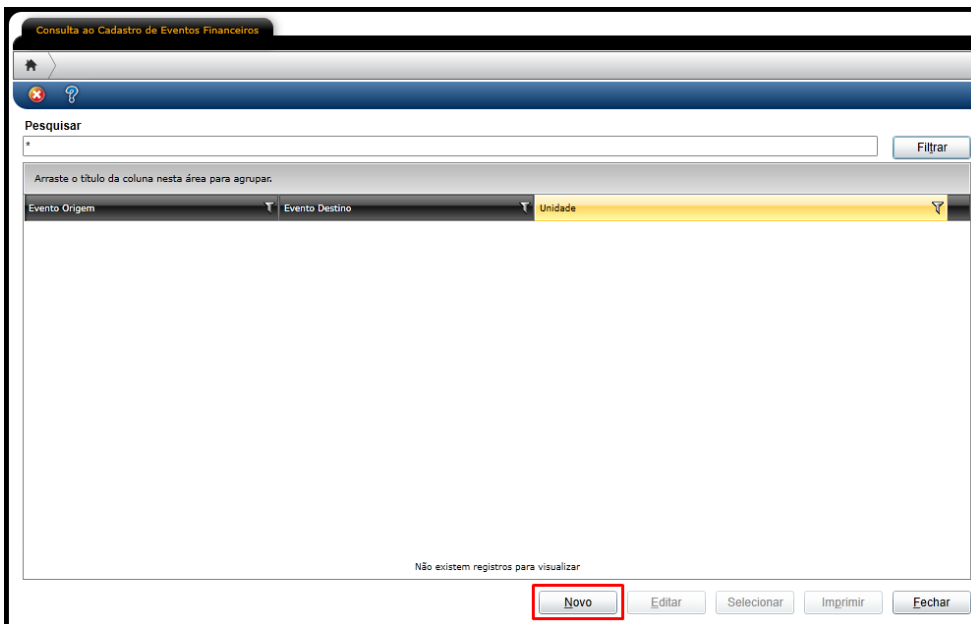 Consulta ao Cadastro de Eventos Financeiros
Pesquisar
*
Filtrar
Arraste o título da coluna nesta área para agrupar.
Evento Origem Evento Destino Unidade
Não existem registros para visualizar
Novo Editar Selecionar Imprimir Fechar